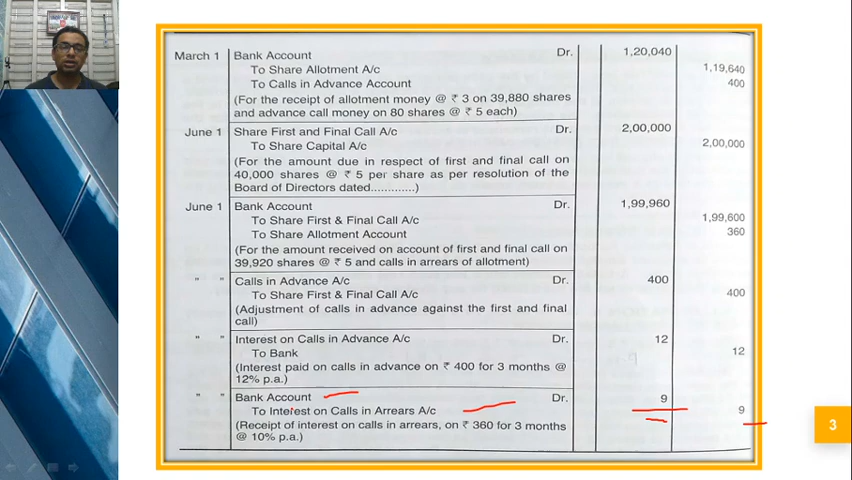 March 1 Bank Account Dr. 1,20,040
To Share Allotment A/c 1,19,640
To Calls in Advance Account 400
(For the receipt of allotment money @ ₹ 3 on 39,880 shares
and advance call money on 80 shares @ ₹ 5 each)
June 1 Share First and Final Call A/c Dr. 2,00,000
To Share Capital A/c 2,00,000
(For the amount due in respect of first and final call on
40,000 shares @ ₹ 5 per share as per resolution of the
Board of Directors dated.............)
June 1 Bank Account Dr. 1,99,960
To Share First & Final Call A/c 1,99,600
To Share Allotment Account 360
(For the amount received on account of first and final call on
39,920 shares @ ₹ 5 and calls in arrears of allotment)
" " Calls in Advance A/c Dr. 400
To Share First & Final Call A/c 400
(Adjustment of calls in advance against the first and final
call)
" " Interest on Calls in Advance A/c Dr. 12
To Bank 12
(Interest paid on calls in advance on ₹ 400 for 3 months @
12% p.a.)
" " Bank Account Dr. 9
To Interest on Calls in Arrears A/c 9
(Receipt of interest on calls in arrears, on ₹ 360 for 3 months
@ 10% p.a.)
3